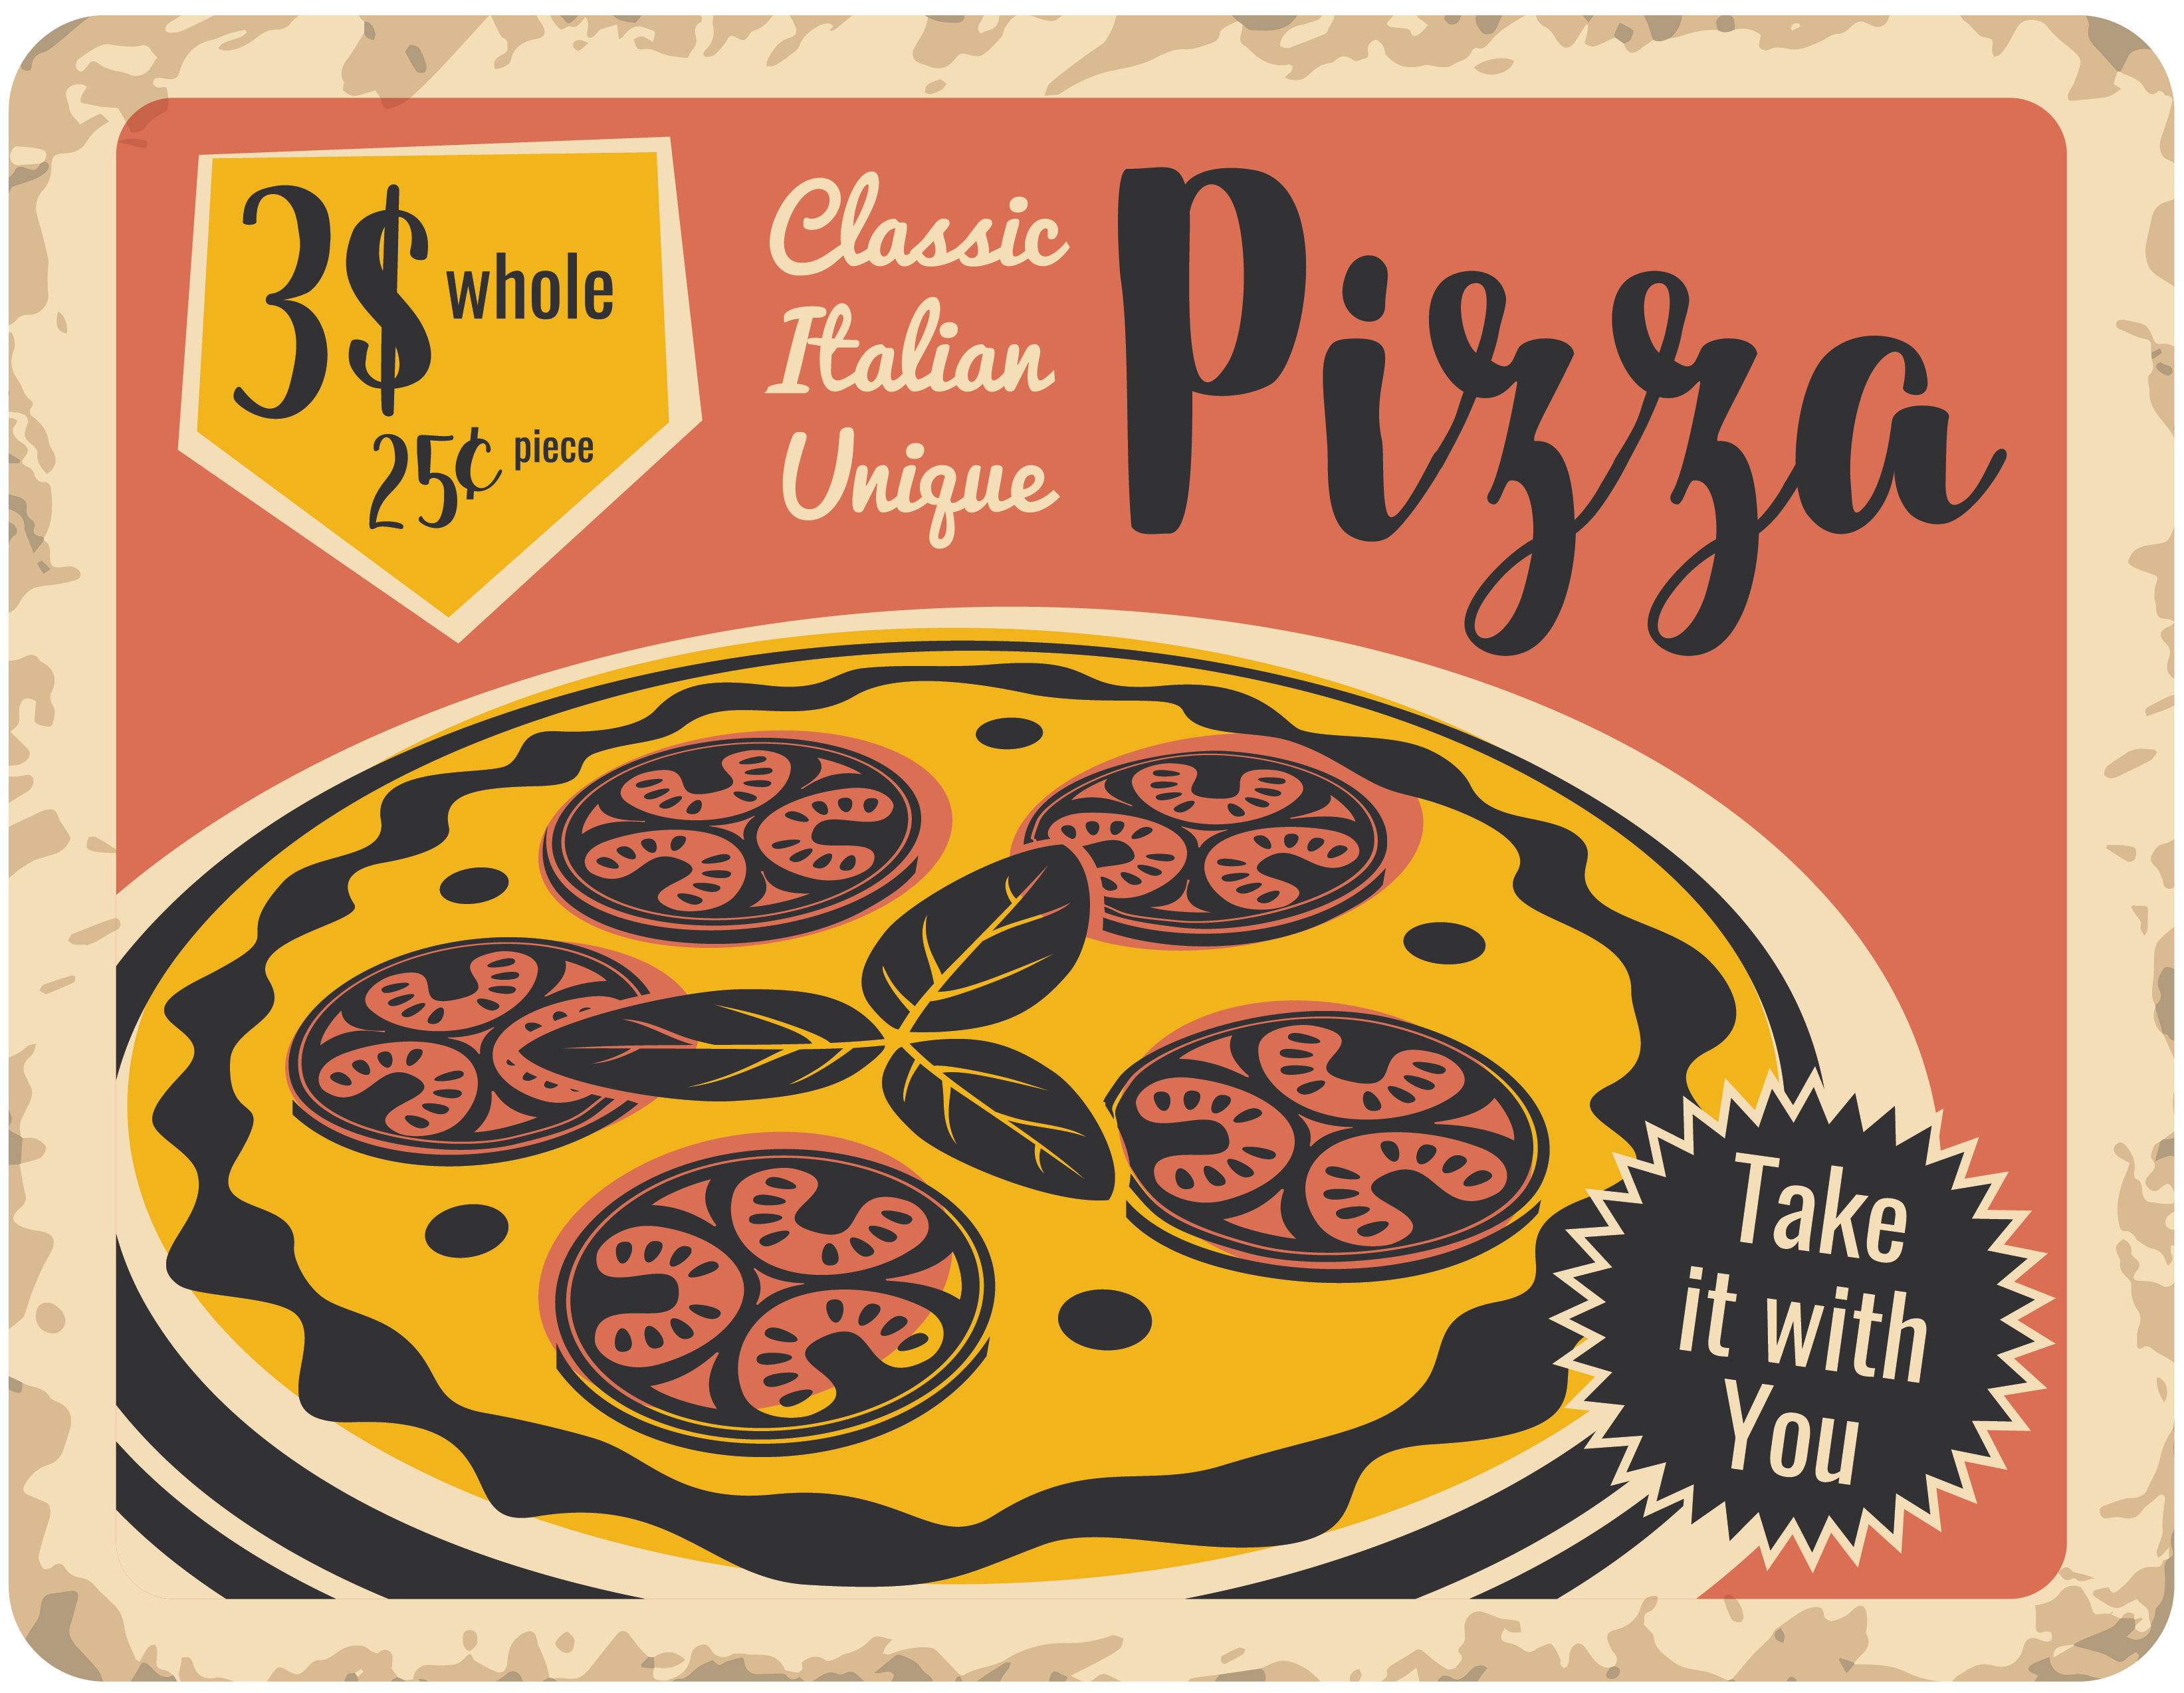 3$ whole
25¢ piece
Classic
Italian
Unique
Pizza
Take
it with
You